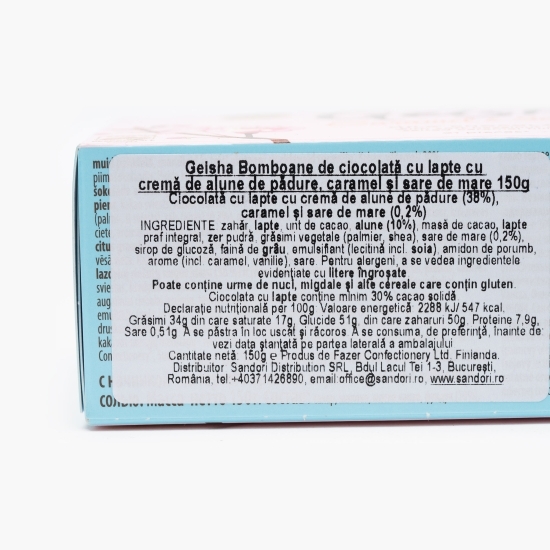 Geisha Bomboane de ciocolată cu lapte cu
cremă de alune de pădure, caramel și sare de mare 150g
Ciocolată cu lapte cu cremă de alune de pădure (38%),
caramel și sare de mare (0,2%)
INGREDIENTE: zahăr, lapte, unt de cacao, alune (10%), masă de cacao, lapte
praf integral, zer pudră, grăsimi vegetale (palmier, shea), sare de mare (0,2%),
sirop de glucoză, faină de grâu, emulsifiant (lecitină incl. soia), amidon de porumb,
arome (incl. caramel, vanilie), sare. Pentru alergeni, a se vedea ingredientele
evidențiate cu litere îngroșate.
Poate conține urme de nuci, migdale și alte cereale care conțin gluten.
Ciocolata cu lapte conține minim 30% cacao solidă.
Declarație nutrițională per 100g: Valoare energetică: 2288 kJ/ 547 kcal,
Grăsimi 34g din care saturate 17g, Glucide 51g, din care zaharuri 50g, Proteine 7,9g,
Sare 0,51g. A se păstra în loc uscat și răcoros. A se consuma, de preferință, înainte de:
vezi data ștanțată pe partea laterală a ambalajului
Cantitate netă: 150g e Produs de Fazer Confectionery Ltd, Finlanda.
Distribuitor: Sandori Distribution SRL, Bdul Lacul Tei 1-3, București,
România, tel.+40371426890, email:office@sandori.ro, www.sandori.ro